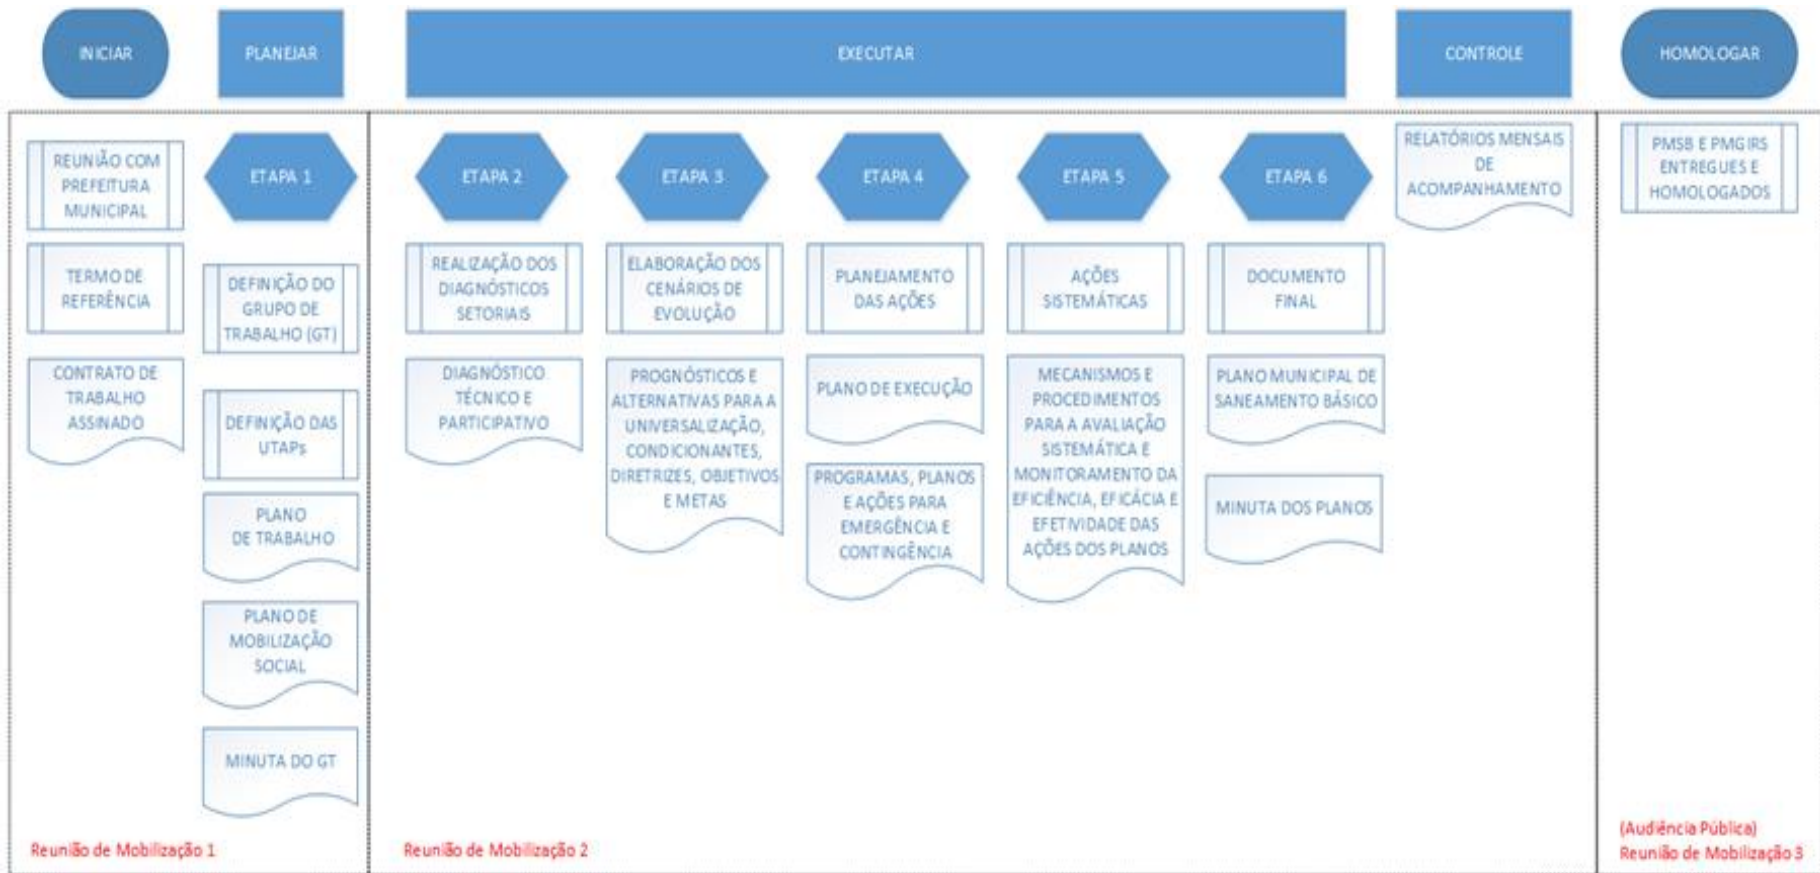 INICIAR
PLANEJAR
EXECUTAR
CONTROLE
HOMOLOGAR
REUNIÃO COM
PREFEITURA
MUNICIPAL
TERMO DE
REFERÊNCIA
CONTRATO DE
TRABALHO
ASSINADO
ETAPA 1
DEFINIÇÃO DO
GRUPO DE
TRABALHO (GT)
DEFINIÇÃO DAS
UTAPs
PLANO
DE TRABALHO
PLANO DE
MOBILIZAÇÃO
SOCIAL
MINUTA DO GT
Reunião de Mobilização 1
ETAPA 2
REALIZAÇÃO DOS
DIAGNÓSTICOS
SETORIAIS
DIAGNÓSTICO
TÉCNICO E
PARTICIPATIVO
ETAPA 3
ELABORAÇÃO DOS
CENÁRIOS DE
EVOLUÇÃO
PROGNÓSTICOS E
ALTERNATIVAS PARA A
UNIVERSALIZAÇÃO,
CONDICIONANTES,
DIRETRIZES, OBJETIVOS
E METAS
ETAPA 4
PLANEJAMENTO
DAS AÇÕES
PLANO DE EXECUÇÃO
PROGRAMAS, PLANOS
E AÇÕES PARA
EMERGÊNCIA E
CONTINGÊNCIA
ETAPA 5
AÇÕES
SISTEMÁTICAS
MECANISMOS E
PROCEDIMENTOS
PARA A AVALIAÇÃO
SISTEMÁTICA E
MONITORAMENTO DA
EFICIÊNCIA, EFICÁCIA E
EFETIVIDADE DAS
AÇÕES DOS PLANOS
ETAPA 6
DOCUMENTO
FINAL
PLANO MUNICIPAL DE
SANEAMENTO BÁSICO
MINUTA DOS PLANOS
RELATÓRIOS MENSAIS
DE
ACOMPANHAMENTO
Reunião de Mobilização 2
PMSB E PMGIRS
ENTREGUES E
HOMOLOGADOS
(Audiência Pública)
Reunião de Mobilização 3